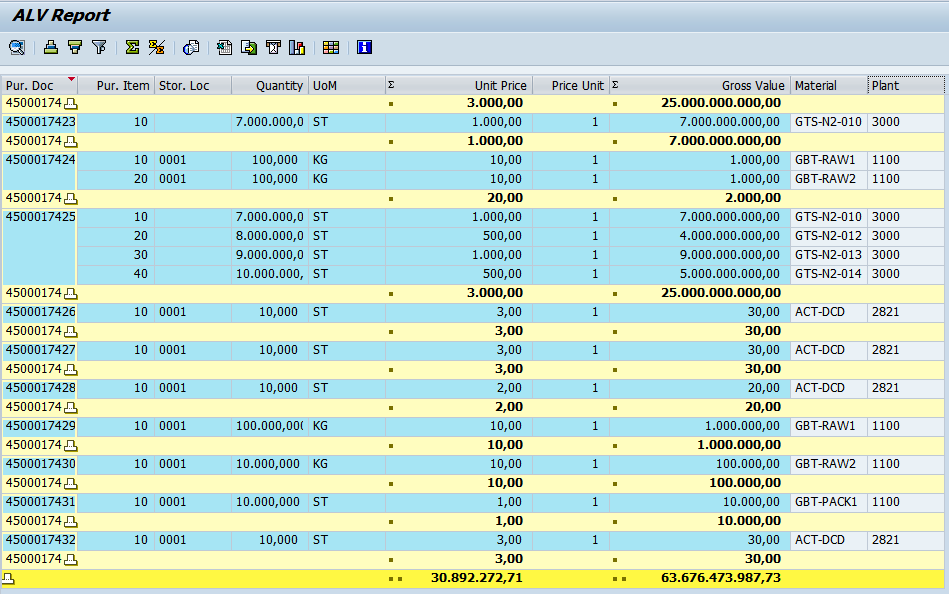 ALV Report
Pur. Doc Pur. Item Stor. Loc Quantity UoM Σ Unit Price Price Unit Σ Gross Value Material Plant
45000174 3.000,00 25.000.000.000,00
4500017423 10 7.000.000,0 ST 1.000,00 1 7.000.000.000,00 GTS-N2-010 3000
45000174 1.000,00 7.000.000.000,00
4500017424 10 0001 100,000 KG 10,00 1 1.000,00 GBT-RAW1 1100
20 0001 100,000 KG 10,00 1 1.000,00 GBT-RAW2 1100
45000174 20,00 2.000,00
4500017425 10 7.000.000,0 ST 1.000,00 1 7.000.000.000,00 GTS-N2-010 3000
20 8.000.000,0 ST 500,00 1 4.000.000.000,00 GTS-N2-012 3000
30 9.000.000,0 ST 1.000,00 1 9.000.000.000,00 GTS-N2-013 3000
40 10.000.000, ST 500,00 1 5.000.000.000,00 GTS-N2-014 3000
45000174 3.000,00 25.000.000.000,00
4500017426 10 0001 10,000 ST 3,00 1 30,00 ACT-DCD 2821
45000174 3,00 30,00
4500017427 10 0001 10,000 ST 3,00 1 30,00 ACT-DCD 2821
45000174 3,00 30,00
4500017428 10 0001 10,000 ST 2,00 1 20,00 ACT-DCD 2821
45000174 2,00 20,00
4500017429 10 0001 100.000,00 KG 10,00 1 1.000.000,00 GBT-RAW1 1100
45000174 10,00 1.000.000,00
4500017430 10 0001 10.000,000 KG 10,00 1 100.000,00 GBT-RAW2 1100
45000174 10,00 100.000,00
4500017431 10 0001 10.000,000 ST 1,00 1 10.000,00 GBT-PACK1 1100
45000174 1,00 10.000,00
4500017432 10 0001 10,000 ST 3,00 1 30,00 ACT-DCD 2821
45000174 3,00 30,00
30.892.272,71 63.676.473.987,73